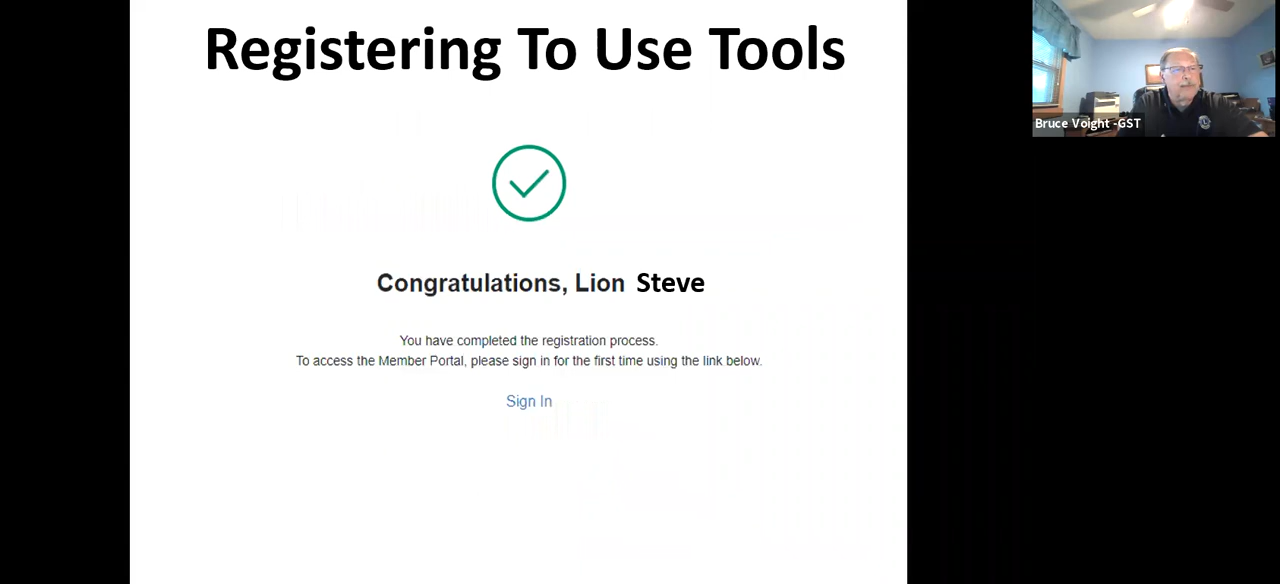 Registering To Use Tools
Bruce Voight -GST
Congratulations, Lion Steve
You have completed the registration process.
To access the Member Portal, please sign in for the first time using the link below.
Sign In